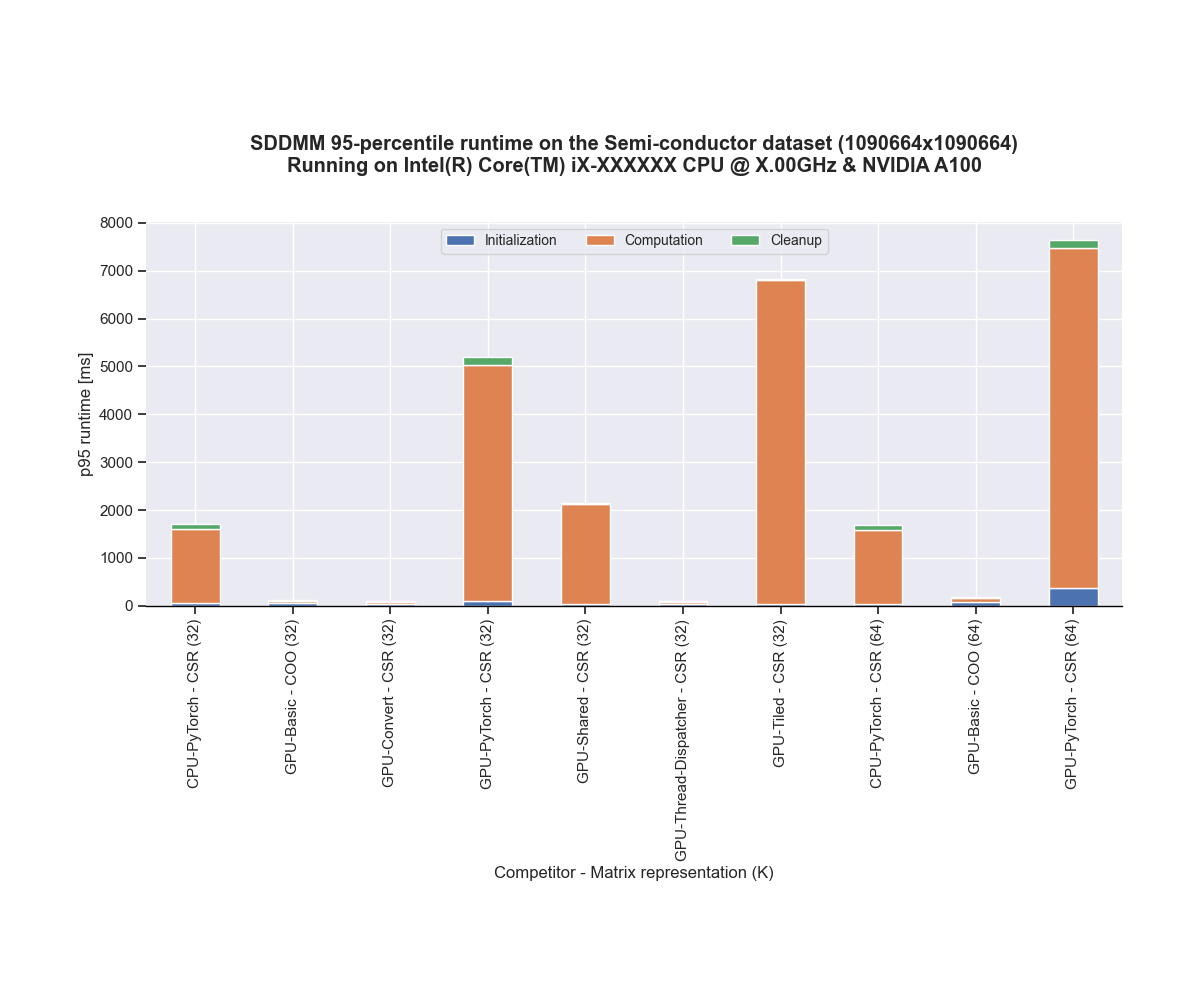 SDDMM 95-percentile runtime on the Semi-conductor dataset (1090664x1090664)
Running on Intel(R) Core(TM) iX-XXXXXX CPU @ X.00GHz & NVIDIA A100
Initialization
Computation
Cleanup
p95 runtime [ms]
8000
7000
6000
5000
4000
3000
2000
1000
0
CPU-PyTorch - CSR (32)
GPU-Basic - COO (32)
GPU-Convert - CSR (32)
GPU-PyTorch - CSR (32)
GPU-Shared - CSR (32)
GPU-Thread-Dispatcher - CSR (32)
GPU-Tiled - CSR (32)
CPU-PyTorch - CSR (64)
GPU-Basic - COO (64)
GPU-PyTorch - CSR (64)
Competitor - Matrix representation (K)